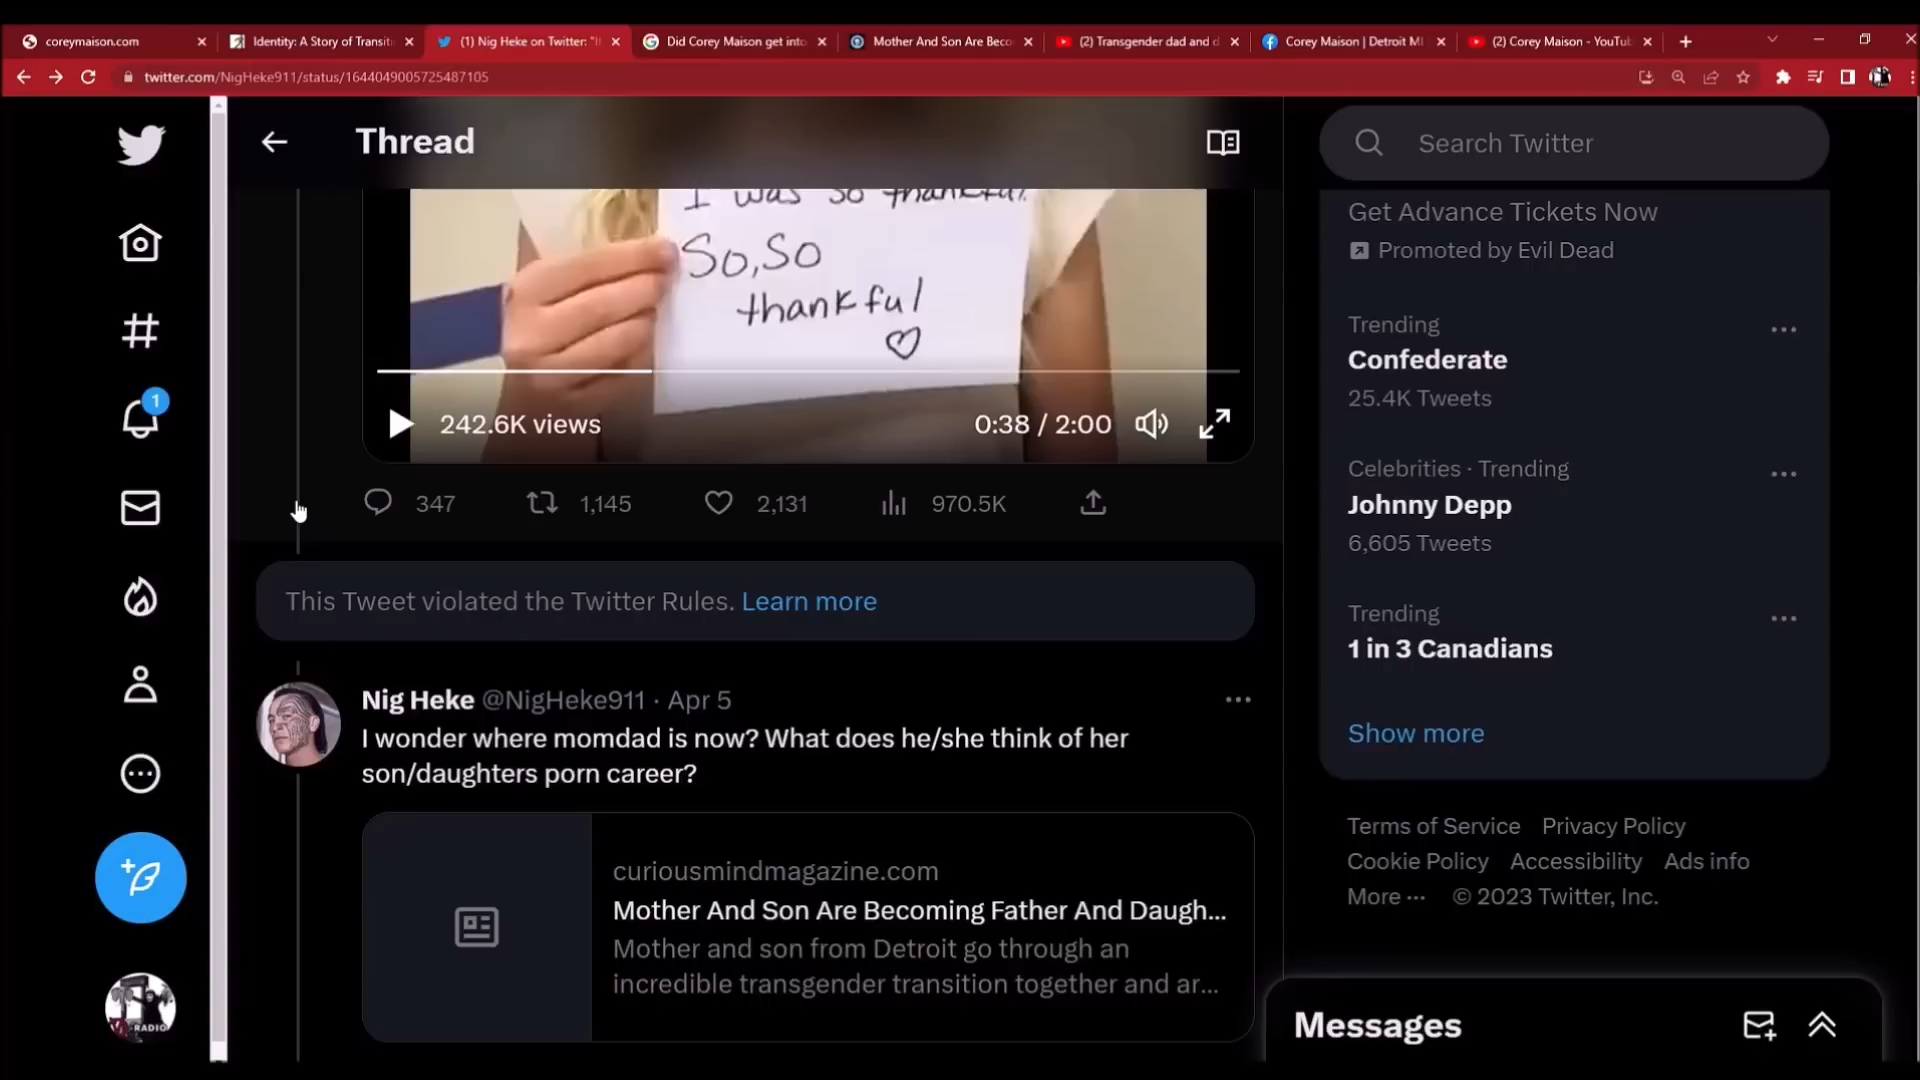 coreymaison.com
Identity: A Story of Transiti
(1) Nig Heke on Twitter: "I
Did Corey Maison get into
Mother And Son Are Beco
(2) Transgender dad and d
Corey Maison | Detroit MI
(2) Corey Maison - YouTub
twitter.com/NigHeke911/status/1644049005725487105
Thread
Search Twitter
I was so thankful.
So, So
thankful
242.6K views
0:38 / 2:00
347
1,145
2,131
970.5K
This Tweet violated the Twitter Rules. Learn more
Nig Heke @NigHeke911 · Apr 5
I wonder where momdad is now? What does he/she think of her
son/daughters porn career?
curiousmindmagazine.com
Mother And Son Are Becoming Father And Daugh...
Mother and son from Detroit go through an
incredible transgender transition together and ar...
1
RADIO
Get Advance Tickets Now
Promoted by Evil Dead
Trending
Confederate
25.4K Tweets
Celebrities · Trending
Johnny Depp
6,605 Tweets
Trending
1 in 3 Canadians
Show more
Terms of Service Privacy Policy
Cookie Policy Accessibility Ads info
More ··· © 2023 Twitter, Inc.
Messages